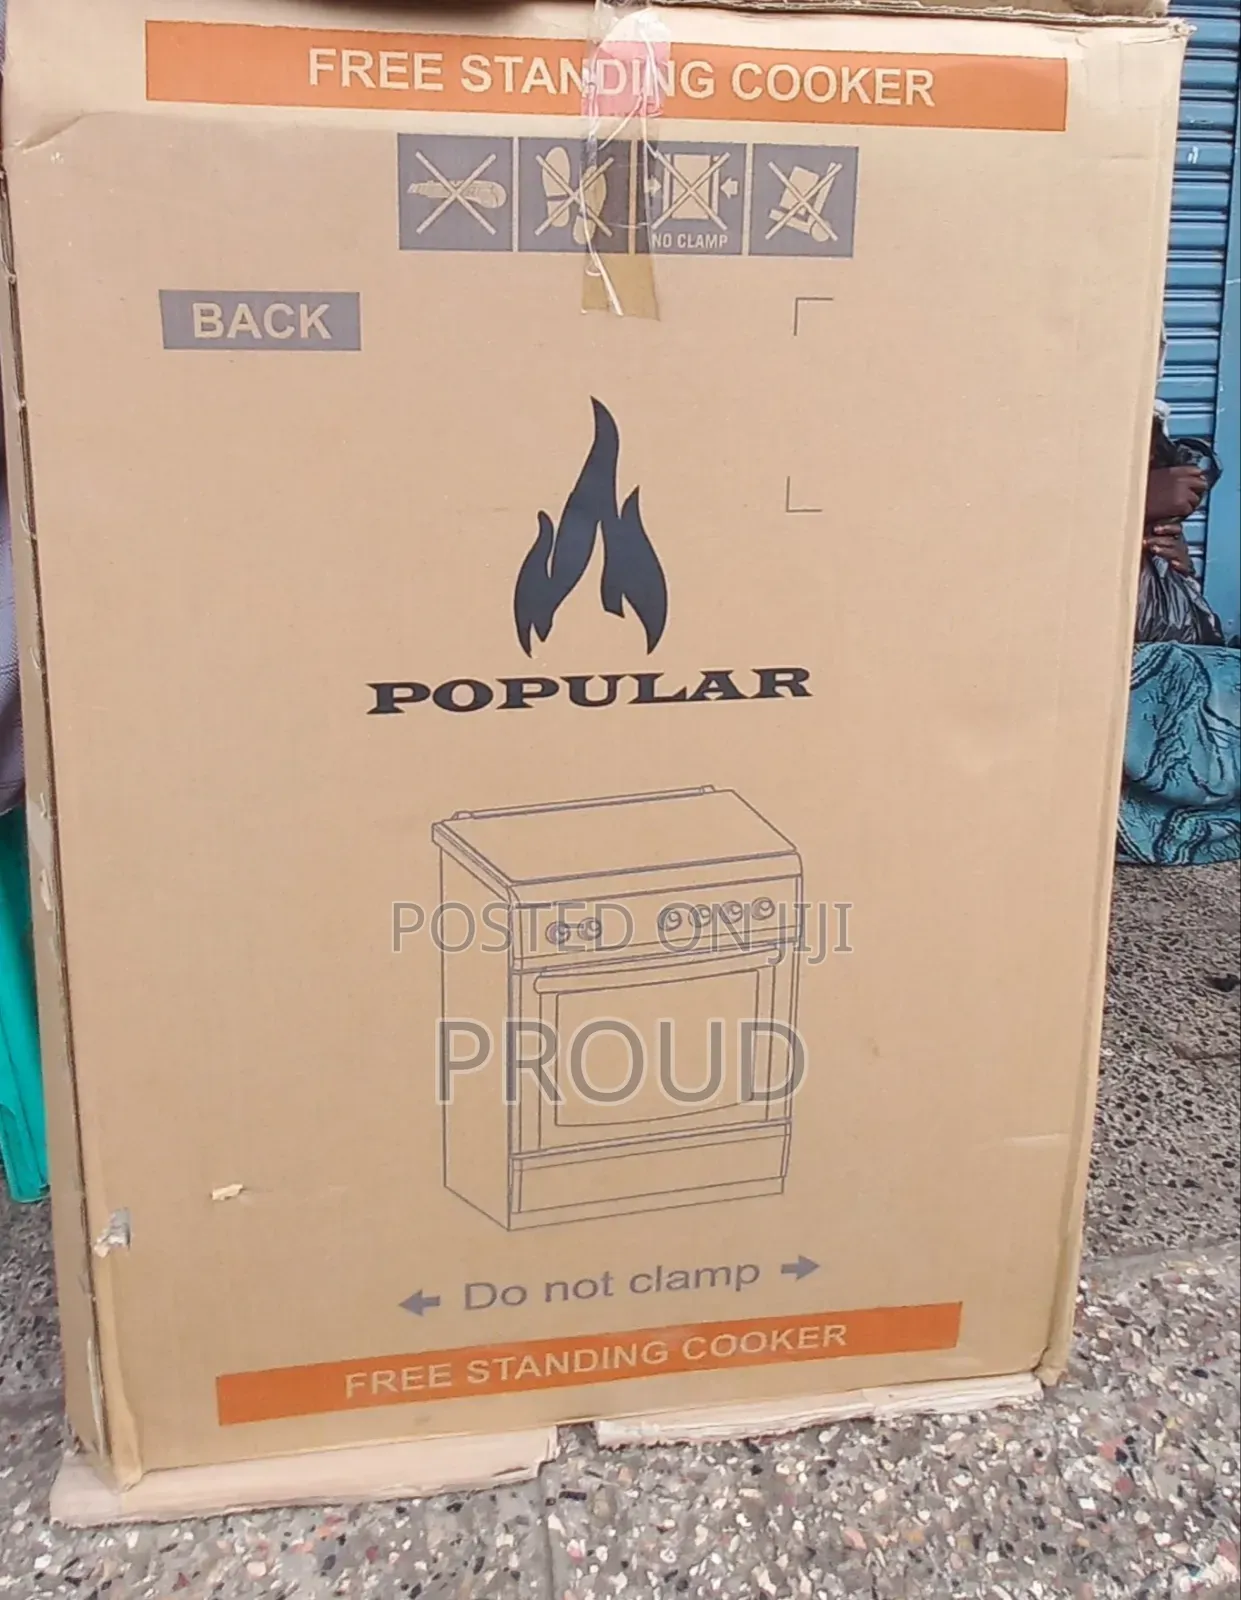 FREE STANDING COOKER
NO CLAMP
BACK
POPULAR
POSTED ON JIJI
PROUD
Do not clamp
FREE STANDING COOKER